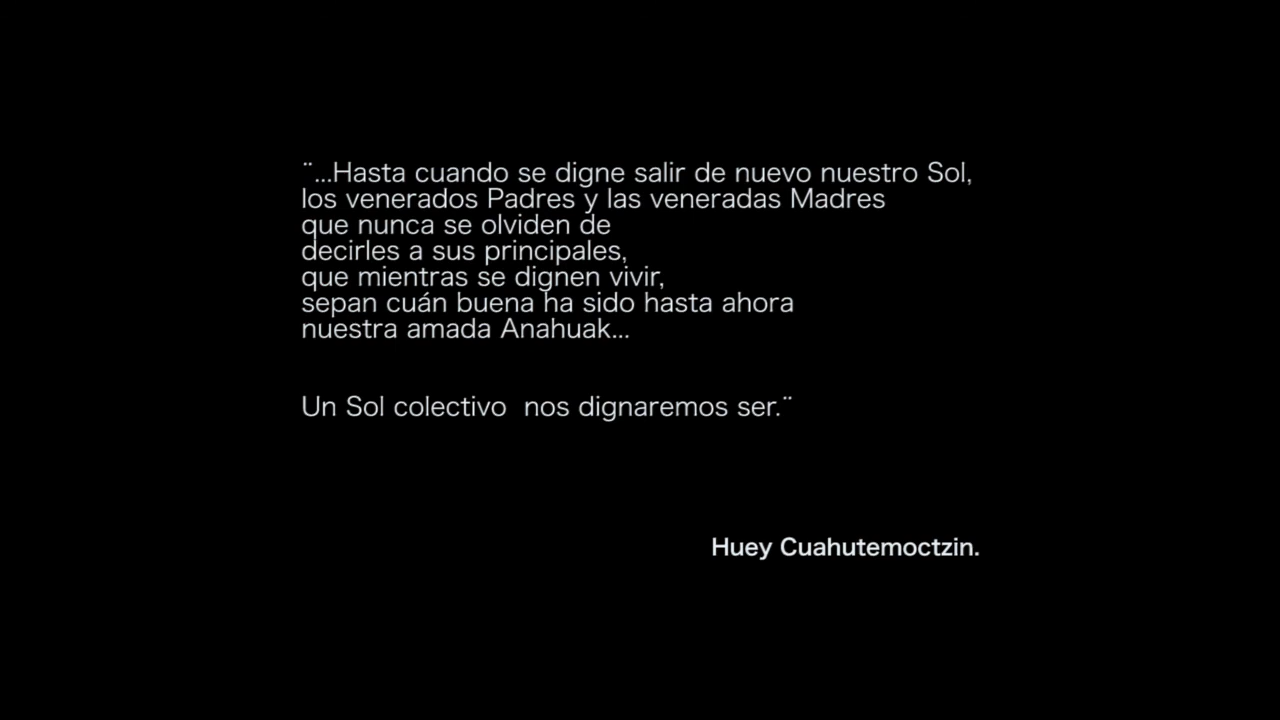 ¨...Hasta cuando se digne salir de nuevo nuestro Sol,
los venerados Padres y las veneradas Madres
que nunca se olviden de
decirles a sus principales,
que mientras se dignen vivir,
sepan cuán buena ha sido hasta ahora
nuestra amada Anahuak...
Un Sol colectivo  nos dignaremos ser.¨
Huey Cuahutemoctzin.